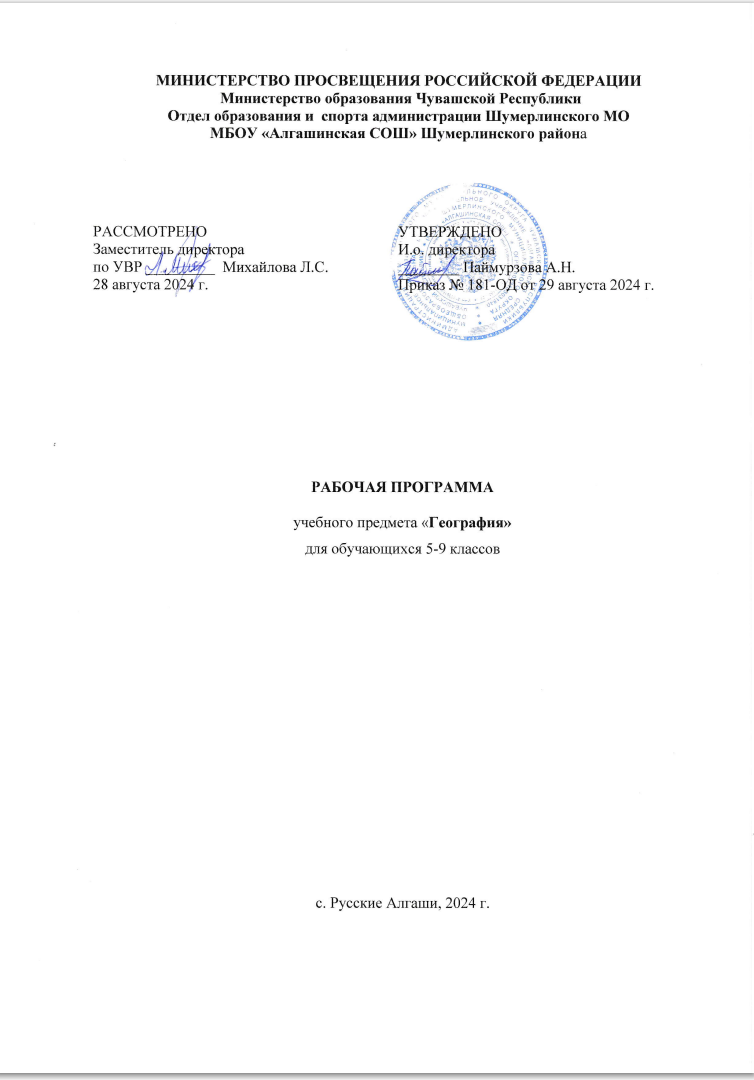 МИНИСТЕРСТВО ПРОСВЕЩЕНИЯ РОССИЙСКОЙ ФЕДЕРАЦИИ
Министерство образования Чувашской Республики
Отдел образования и спорта администрации Шумерлинского МО
МБОУ «Алгашинская СОШ» Шумерлинского района
РАССМОТРЕНО
Заместитель директора
по УВР _________ Михайлова Л.С.
28 августа 2024 г.
УТВЕРЖДЕНО
И.о. директора
________ Паймурзова А.Н.
Приказ № 181-ОД от 29 августа 2024 г.
РАБОЧАЯ ПРОГРАММА
учебного предмета «География»
для обучающихся 5-9 классов
с. Русские Алгаши, 2024 г.